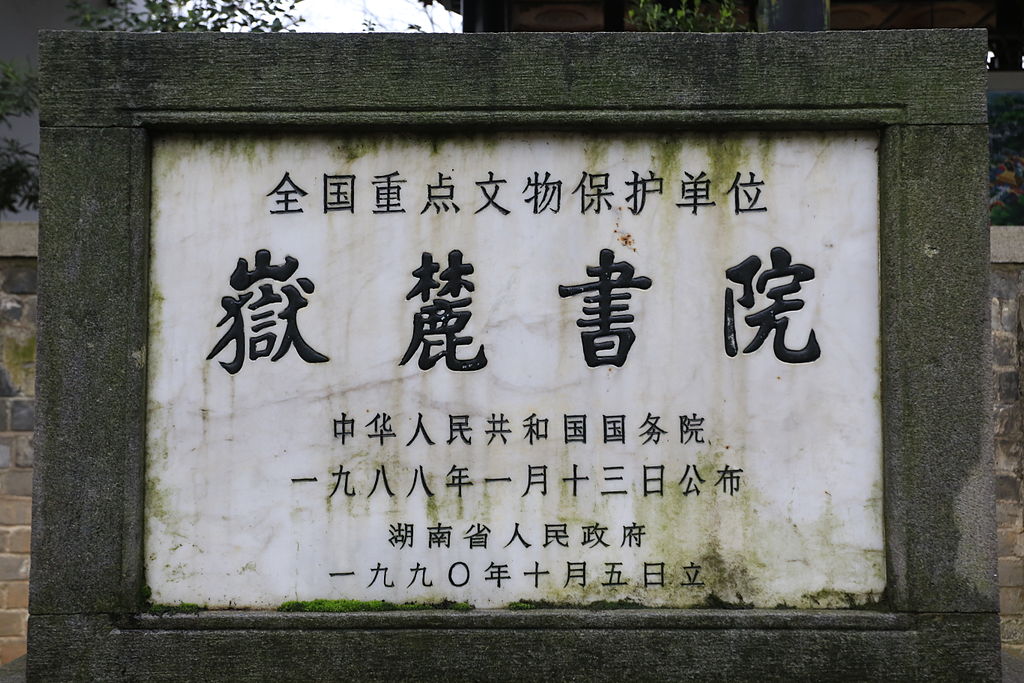 全国重点文物保护单位
嶽麓書院
中华人民共和国国务院
一九八八年一月十三日公布
湖南省人民政府
一九九〇年十月五日立